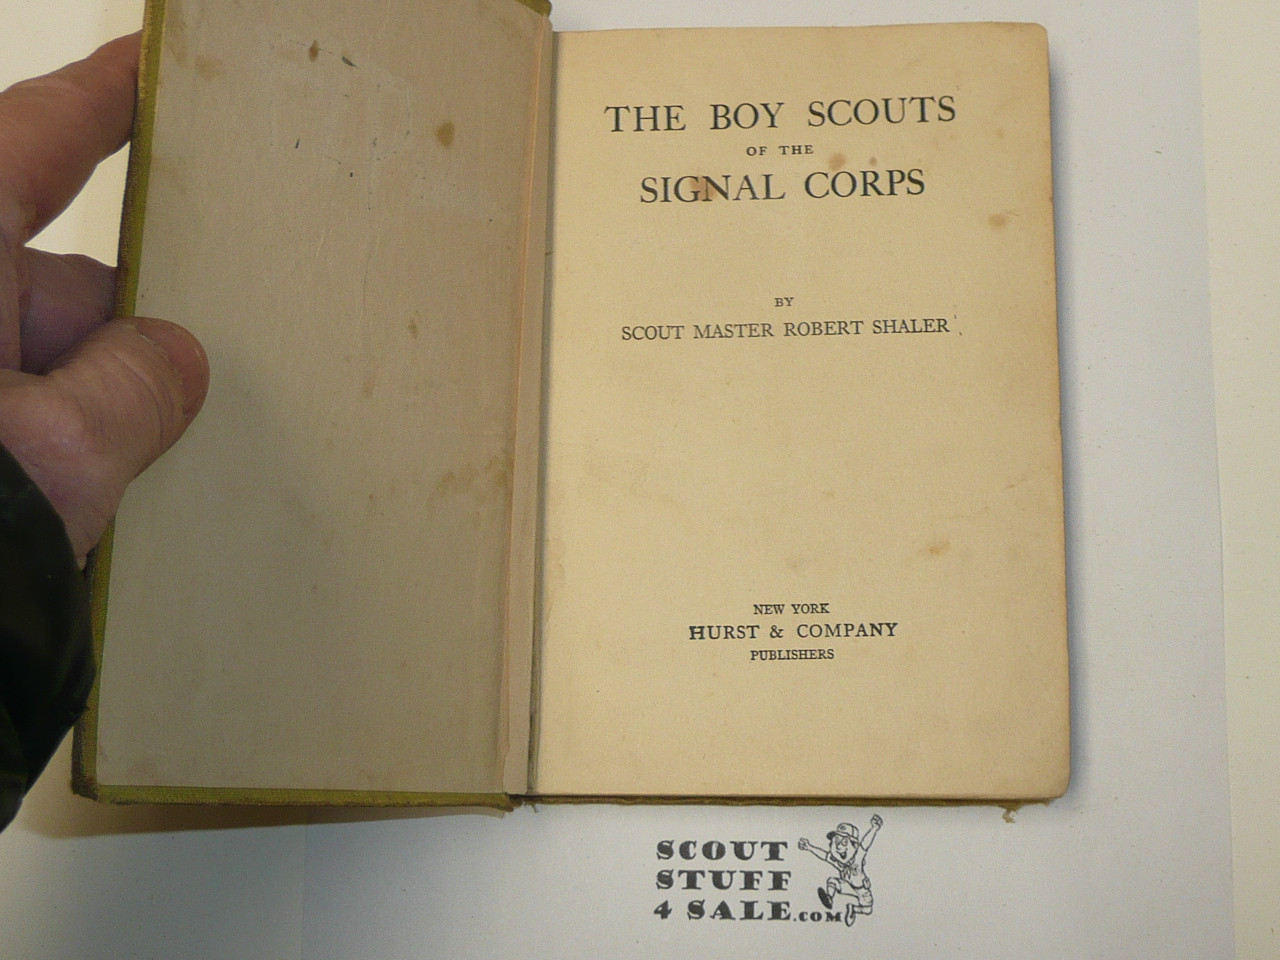 THE BOY SCOUTS
OF THE
SIGNAL CORPS
BY
SCOUT MASTER ROBERT SHALER
NEW YORK
HURST & COMPANY
PUBLISHERS
SCOUT
STUFF
4 SALE.COM